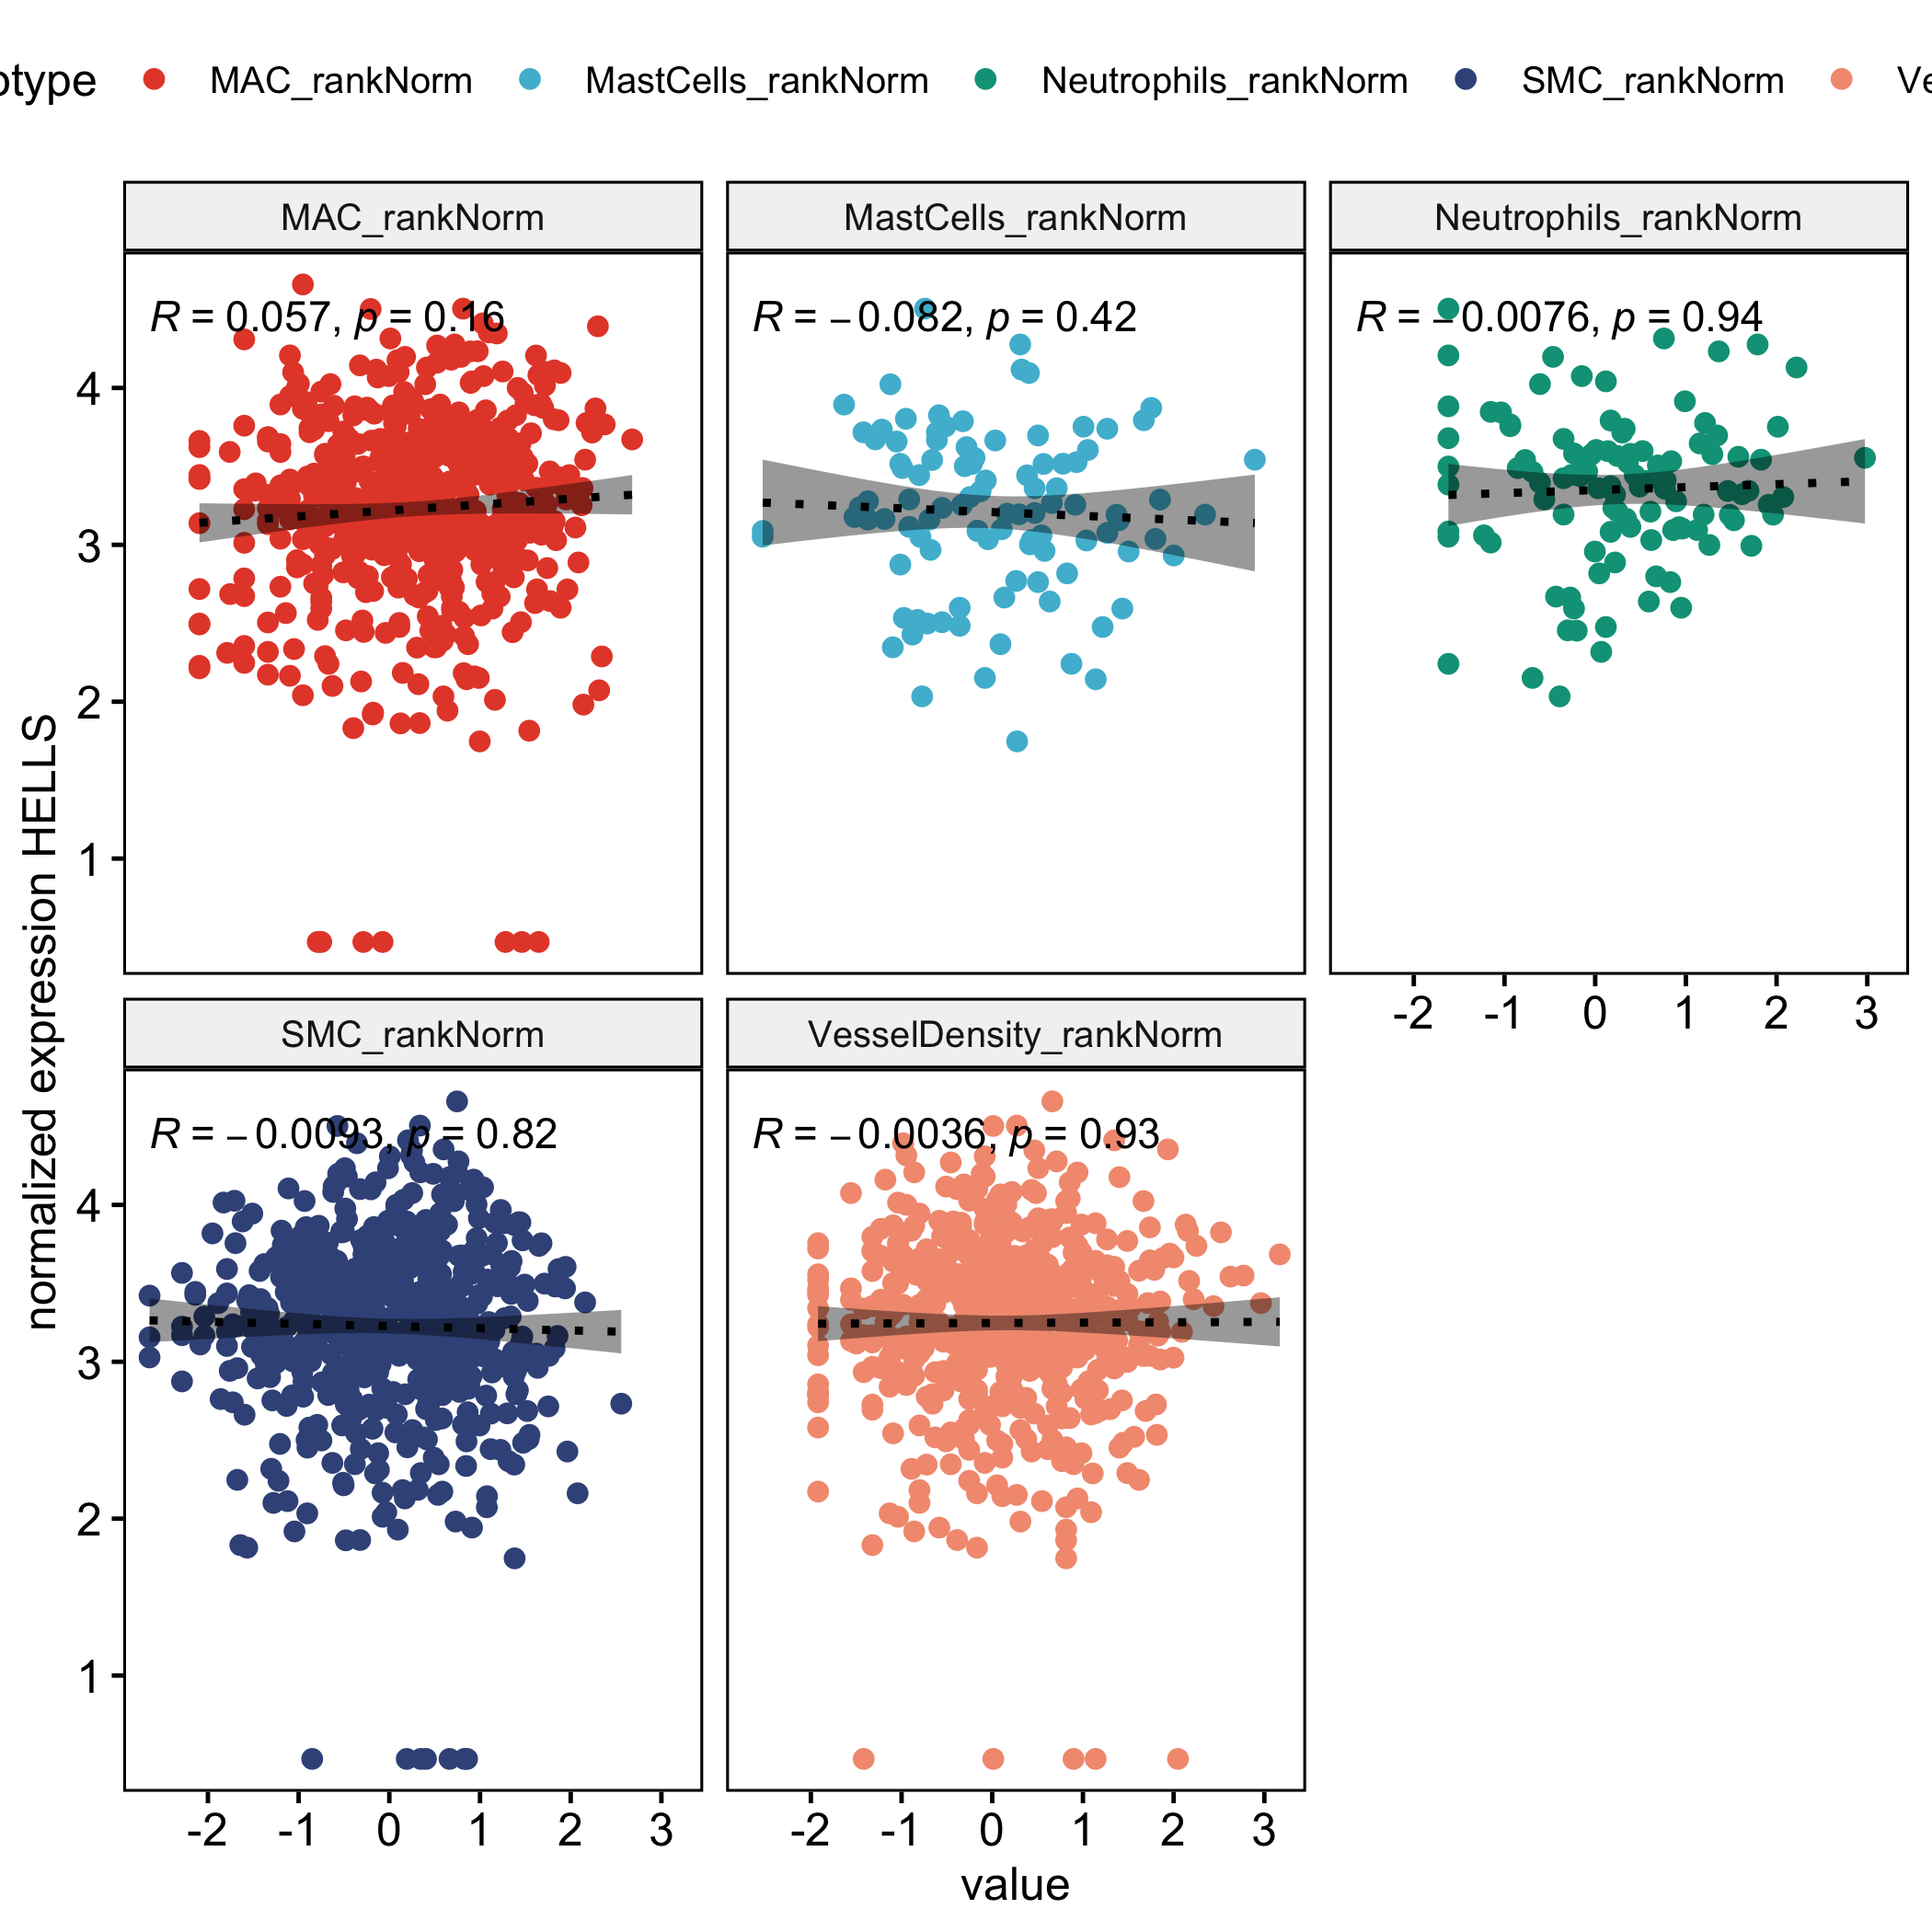 otype MAC_rankNorm MastCells_rankNorm Neutrophils_rankNorm SMC_rankNorm Ve
MAC_rankNorm MastCells_rankNorm Neutrophils_rankNorm
R = 0.057, p = 0.16 R = −0.082, p = 0.42 R = −0.0076, p = 0.94
4
3
2
1
-2 -1 0 1 2 3
SMC_rankNorm VesselDensity_rankNorm
R = −0.0093, p = 0.82 R = −0.0036, p = 0.93
4
3
2
1
-2 -1 0 1 2 3 -2 -1 0 1 2 3
value
normalized expression HELLS